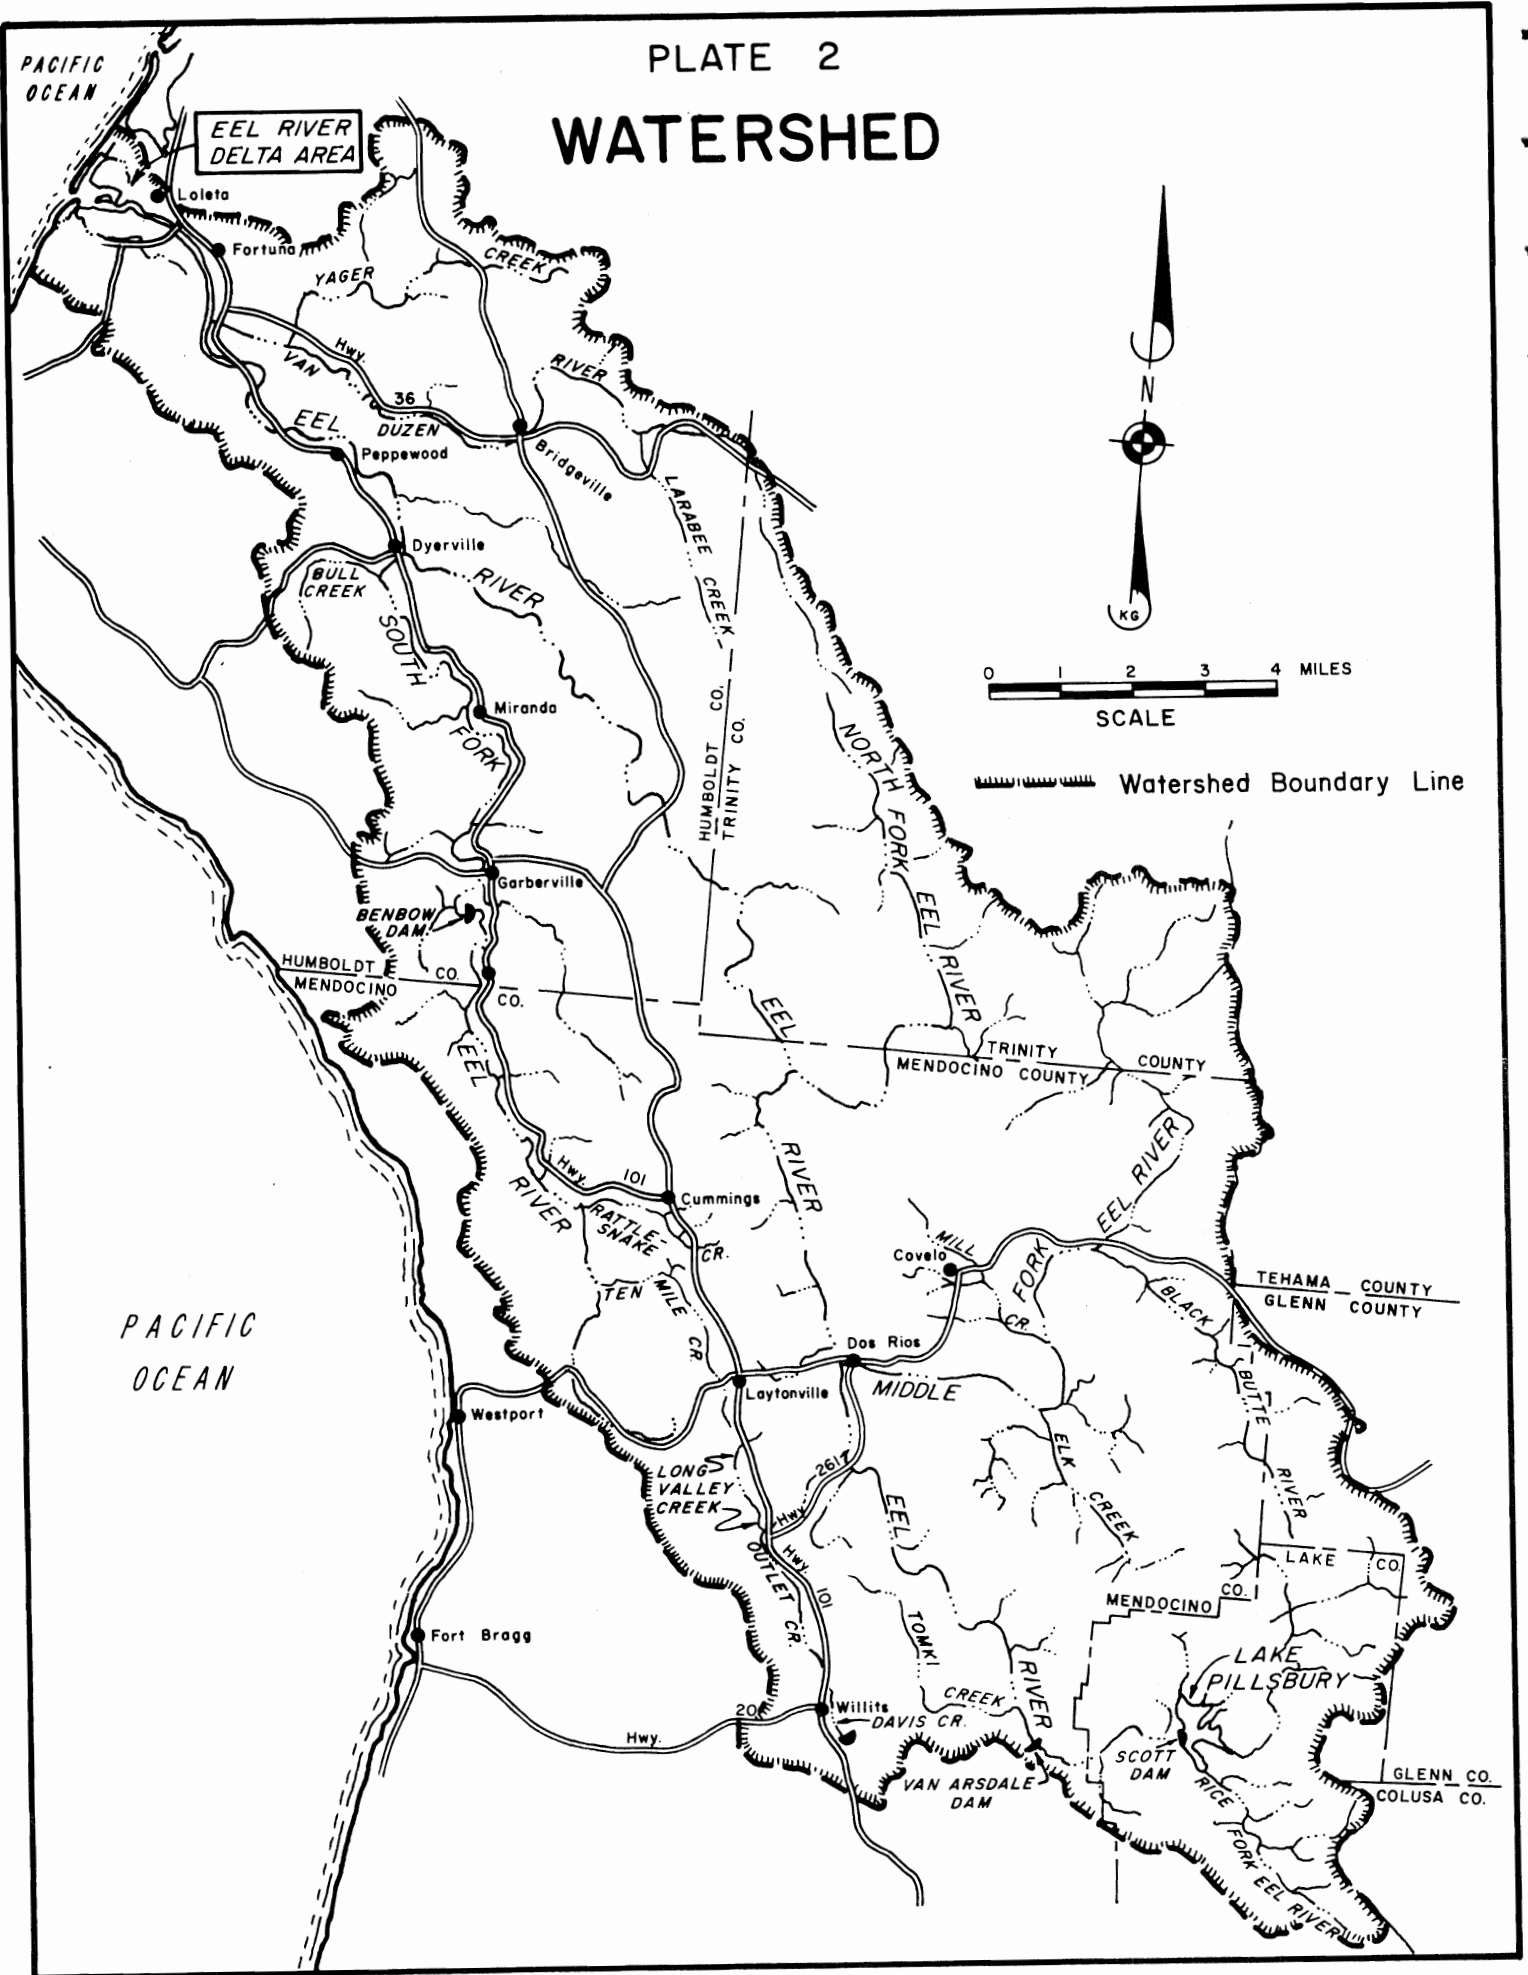 PLATE 2
WATERSHED
PACIFIC
OCEAN
EEL RIVER
DELTA AREA
Loleta
Fortuna
YAGER
CREEK
Hwy.
36
VAN
DUZEN
RIVER
EEL
Peppewood
Bridgeville
LARABEE CREEK
Dyerville
BULL
CREEK
RIVER
SOUTH
FORK
Miranda
HUMBOLDT CO.
TRINITY CO.
NORTH FORK EEL RIVER
N
KG
0 1 2 3 4 MILES
SCALE
Watershed Boundary Line
Garberville
BENBOW
DAM
HUMBOLDT CO.
MENDOCINO CO.
EEL
EEL
TRINITY COUNTY
MENDOCINO COUNTY
RIVER
RIVER
Hwy. 101
Cummings
RATTLE-
SNAKE CR.
TEN MILE CR.
MILL
CR.
Covelo
FORK
EEL RIVER
BLACK
BUTTE
RIVER
TEHAMA COUNTY
GLENN COUNTY
Dos Rios
MIDDLE
Laytonville
Westport
PACIFIC
OCEAN
LONG
VALLEY
CREEK
Hwy. 261
ELK
CREEK
EEL
OUTLET CR.
Hwy. 101
LAKE CO.
MENDOCINO CO.
TOMKI
CREEK
RIVER
Fort Bragg
LAKE
PILLSBURY
Hwy. 20
Willits
DAVIS CR.
VAN ARSDALE
DAM
SCOTT
DAM
RICE
FORK EEL RIVER
GLENN CO.
COLUSA CO.